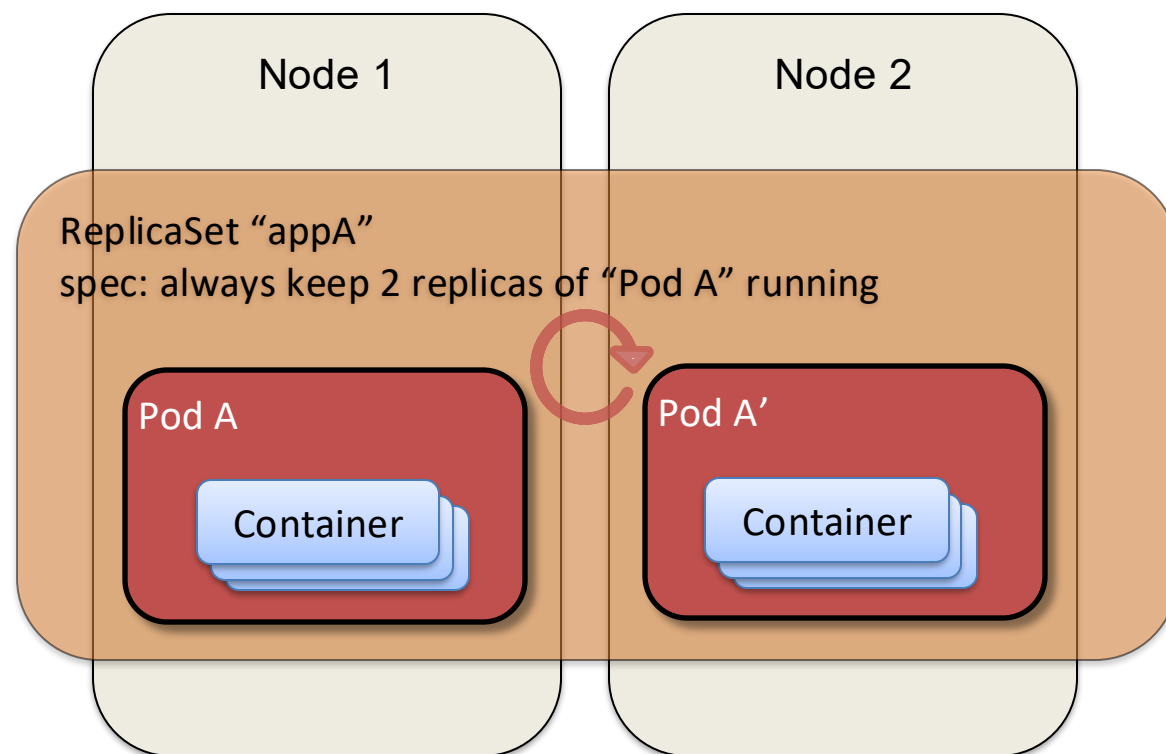 Node 1
Node 2
ReplicaSet “appA”
spec: always keep 2 replicas of “Pod A” running
Pod A
Pod A’
Container
Container